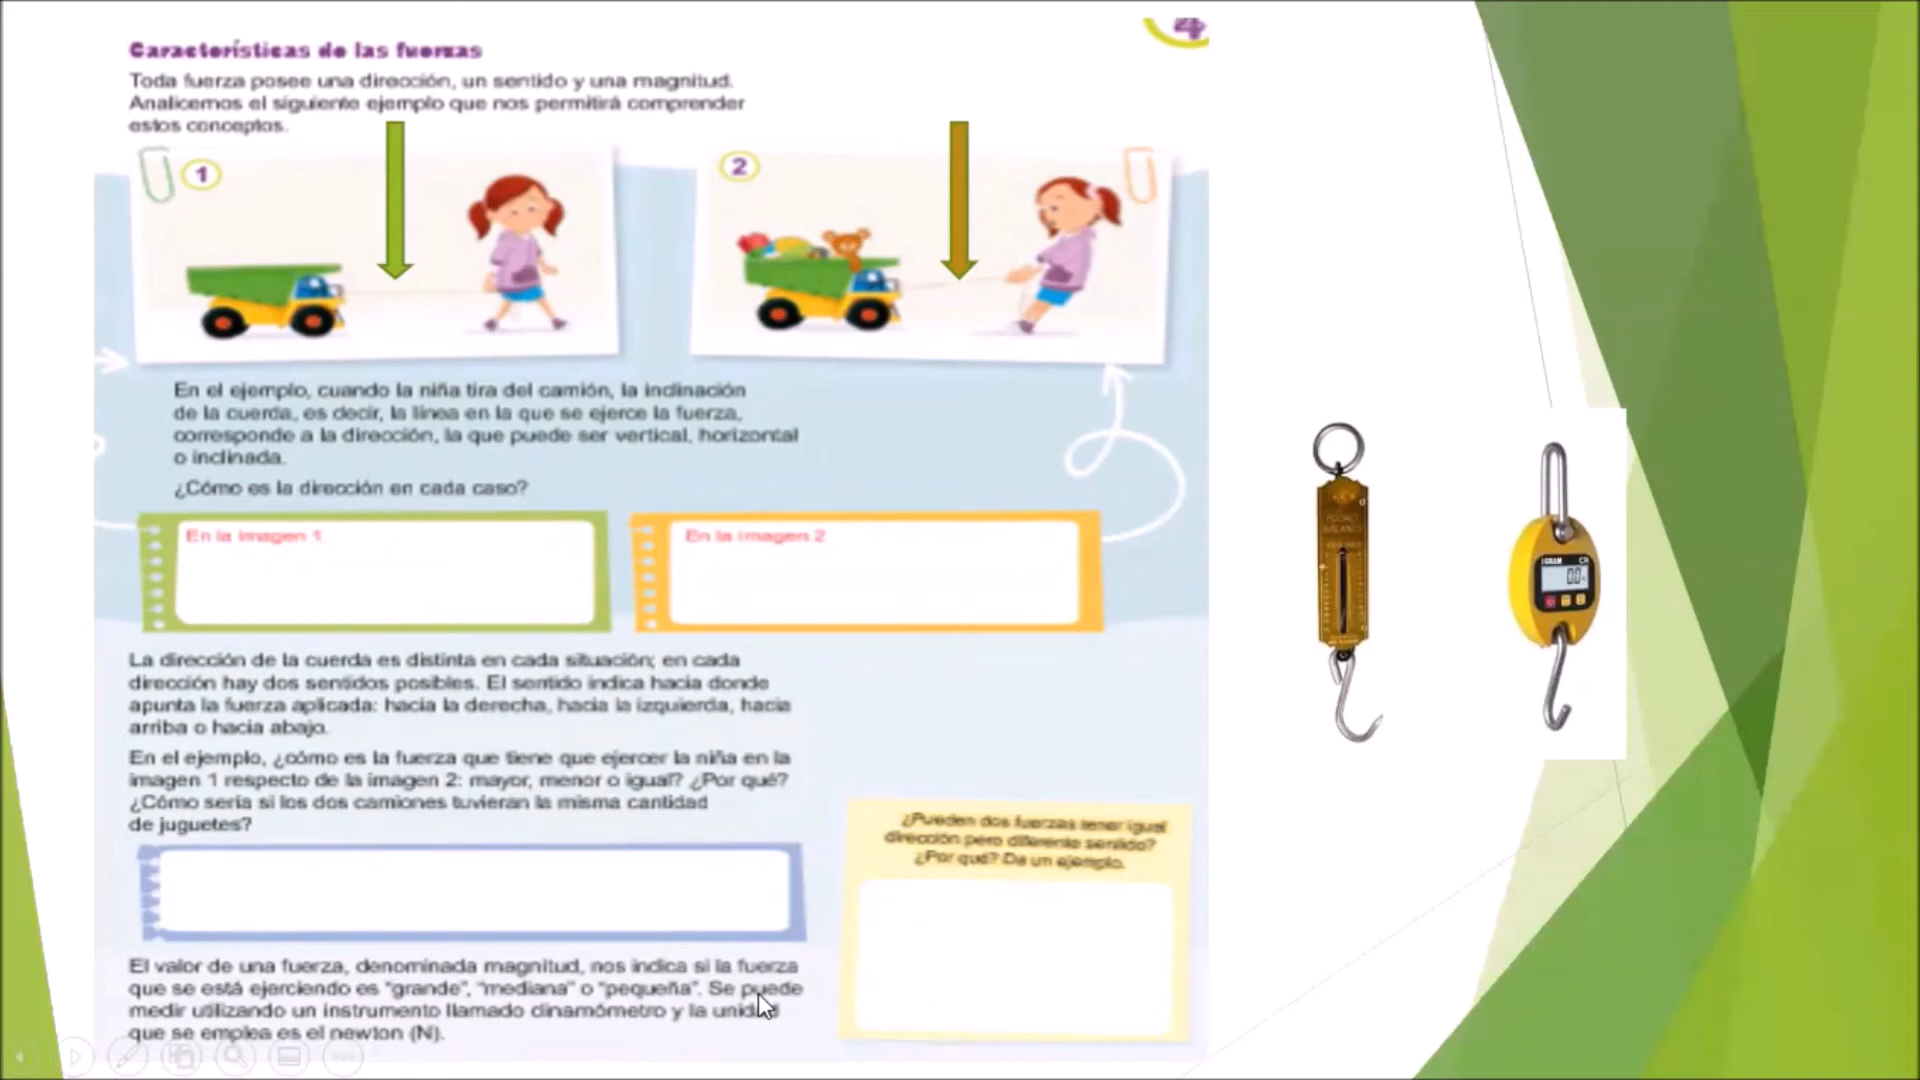 4
Características de las fuerzas
Toda fuerza posee una dirección, un sentido y una magnitud.
Analicemos el siguiente ejemplo que nos permitirá comprender
estos conceptos.
1
2
En el ejemplo, cuando la niña tira del camión, la inclinación
de la cuerda, es decir, la línea en la que se ejerce la fuerza,
corresponde a la dirección, la que puede ser vertical, horizontal
o inclinada.
¿Cómo es la dirección en cada caso?
En la imagen 1
En la imagen 2
La dirección de la cuerda es distinta en cada situación; en cada
dirección hay dos sentidos posibles. El sentido indica hacia donde
apunta la fuerza aplicada: hacia la derecha, hacia la izquierda, hacia
arriba o hacia abajo.
En el ejemplo, ¿cómo es la fuerza que tiene que ejercer la niña en la
imagen 1 respecto de la imagen 2: mayor, menor o igual? ¿Por qué?
¿Cómo sería si los dos camiones tuvieran la misma cantidad
de juguetes?
¿Pueden dos fuerzas tener igual
dirección pero diferente sentido?
¿Por qué? Da un ejemplo.
El valor de una fuerza, denominada magnitud, nos indica si la fuerza
que se está ejerciendo es "grande", "mediana" o "pequeña". Se puede
medir utilizando un instrumento llamado dinamómetro y la unidad
que se emplea es el newton (N).